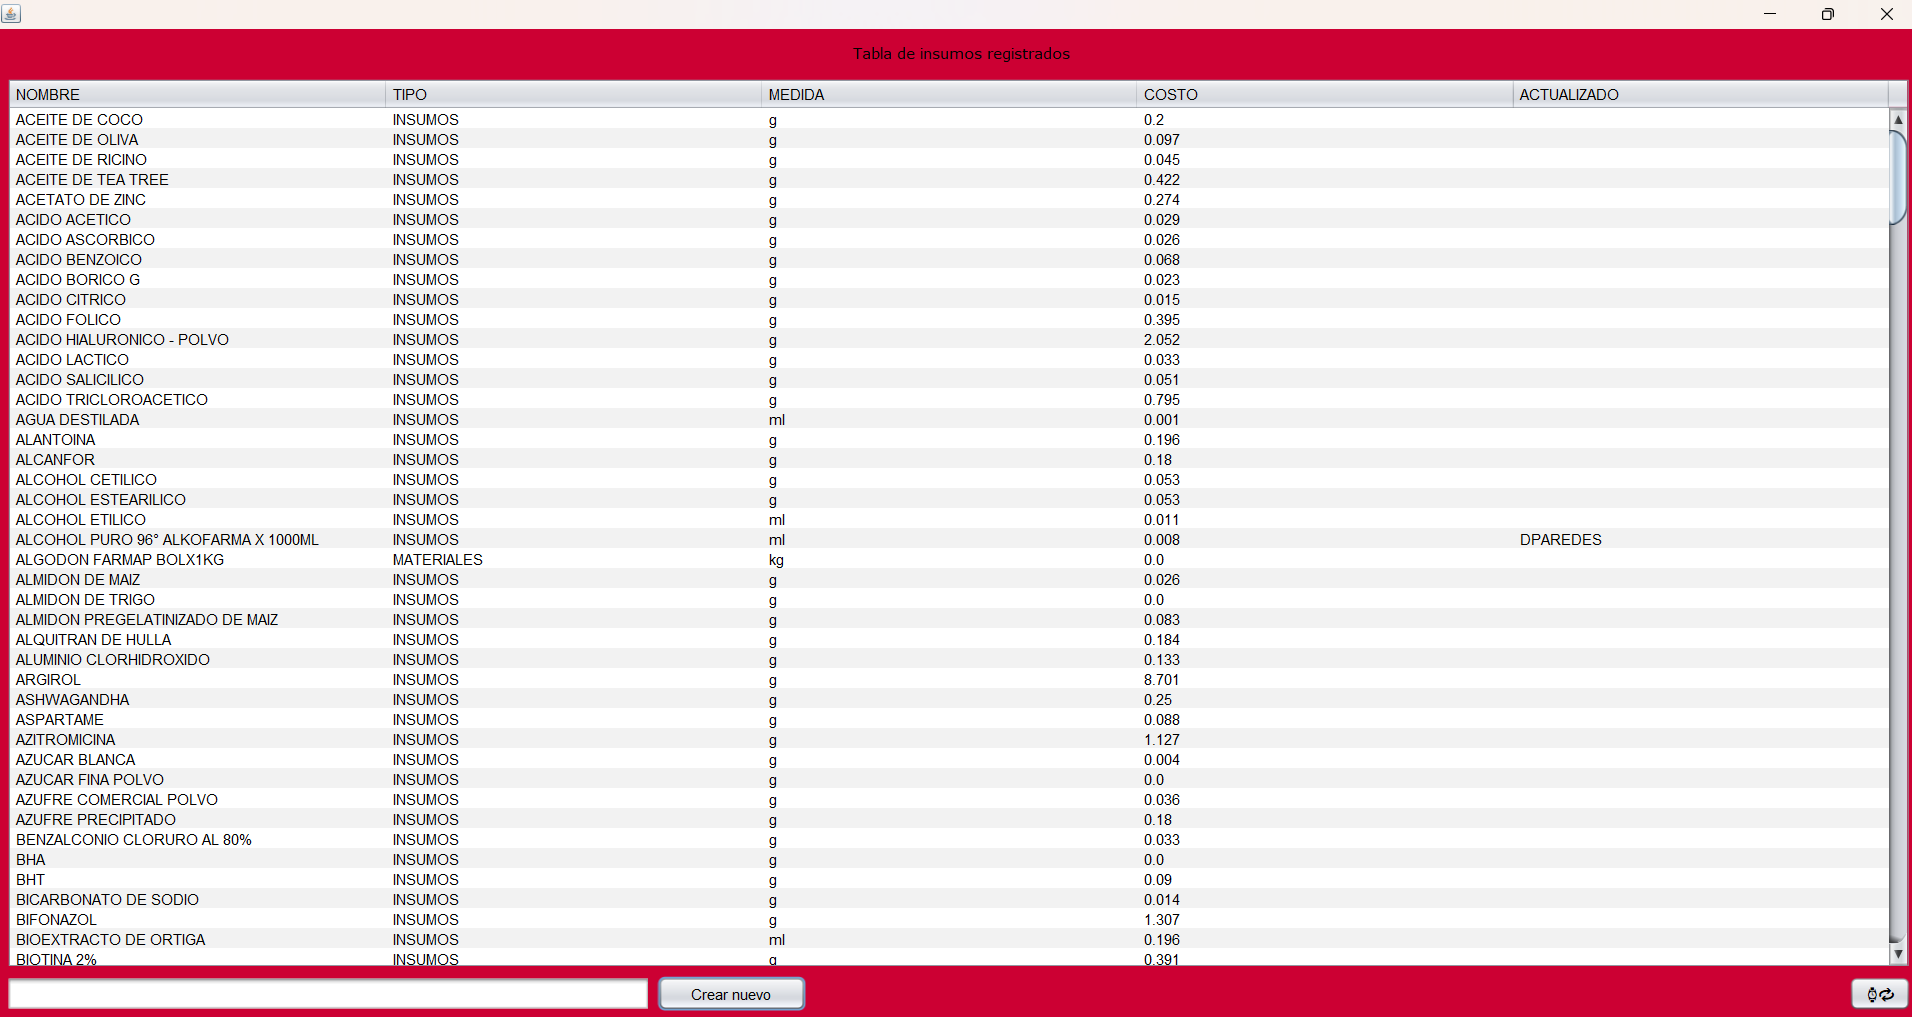 Tabla de insumos registrados
NOMBRE TIPO MEDIDA COSTO ACTUALIZADO
ACEITE DE COCO INSUMOS g 0.2
ACEITE DE OLIVA INSUMOS g 0.097
ACEITE DE RICINO INSUMOS g 0.045
ACEITE DE TEA TREE INSUMOS g 0.422
ACETATO DE ZINC INSUMOS g 0.274
ACIDO ACETICO INSUMOS g 0.029
ACIDO ASCORBICO INSUMOS g 0.026
ACIDO BENZOICO INSUMOS g 0.068
ACIDO BORICO G INSUMOS g 0.023
ACIDO CITRICO INSUMOS g 0.015
ACIDO FOLICO INSUMOS g 0.395
ACIDO HIALURONICO - POLVO INSUMOS g 2.052
ACIDO LACTICO INSUMOS g 0.033
ACIDO SALICILICO INSUMOS g 0.051
ACIDO TRICLOROACETICO INSUMOS g 0.795
AGUA DESTILADA INSUMOS ml 0.001
ALANTOINA INSUMOS g 0.196
ALCANFOR INSUMOS g 0.18
ALCOHOL CETILICO INSUMOS g 0.053
ALCOHOL ESTEARILICO INSUMOS g 0.053
ALCOHOL ETILICO INSUMOS ml 0.011
ALCOHOL PURO 96° ALKOFARMA X 1000ML INSUMOS ml 0.008 DPAREDES
ALGODON FARMAP BOLX1KG MATERIALES kg 0.0
ALMIDON DE MAIZ INSUMOS g 0.026
ALMIDON DE TRIGO INSUMOS g 0.0
ALMIDON PREGELATINIZADO DE MAIZ INSUMOS g 0.083
ALQUITRAN DE HULLA INSUMOS g 0.184
ALUMINIO CLORHIDROXIDO INSUMOS g 0.133
ARGIROL INSUMOS g 8.701
ASHWAGANDHA INSUMOS g 0.25
ASPARTAME INSUMOS g 0.088
AZITROMICINA INSUMOS g 1.127
AZUCAR BLANCA INSUMOS g 0.004
AZUCAR FINA POLVO INSUMOS g 0.0
AZUFRE COMERCIAL POLVO INSUMOS g 0.036
AZUFRE PRECIPITADO INSUMOS g 0.18
BENZALCONIO CLORURO AL 80% INSUMOS g 0.033
BHA INSUMOS g 0.0
BHT INSUMOS g 0.09
BICARBONATO DE SODIO INSUMOS g 0.014
BIFONAZOL INSUMOS g 1.307
BIOEXTRACTO DE ORTIGA INSUMOS ml 0.196
BIOTINA 2% INSUMOS g 0.391
Crear nuevo